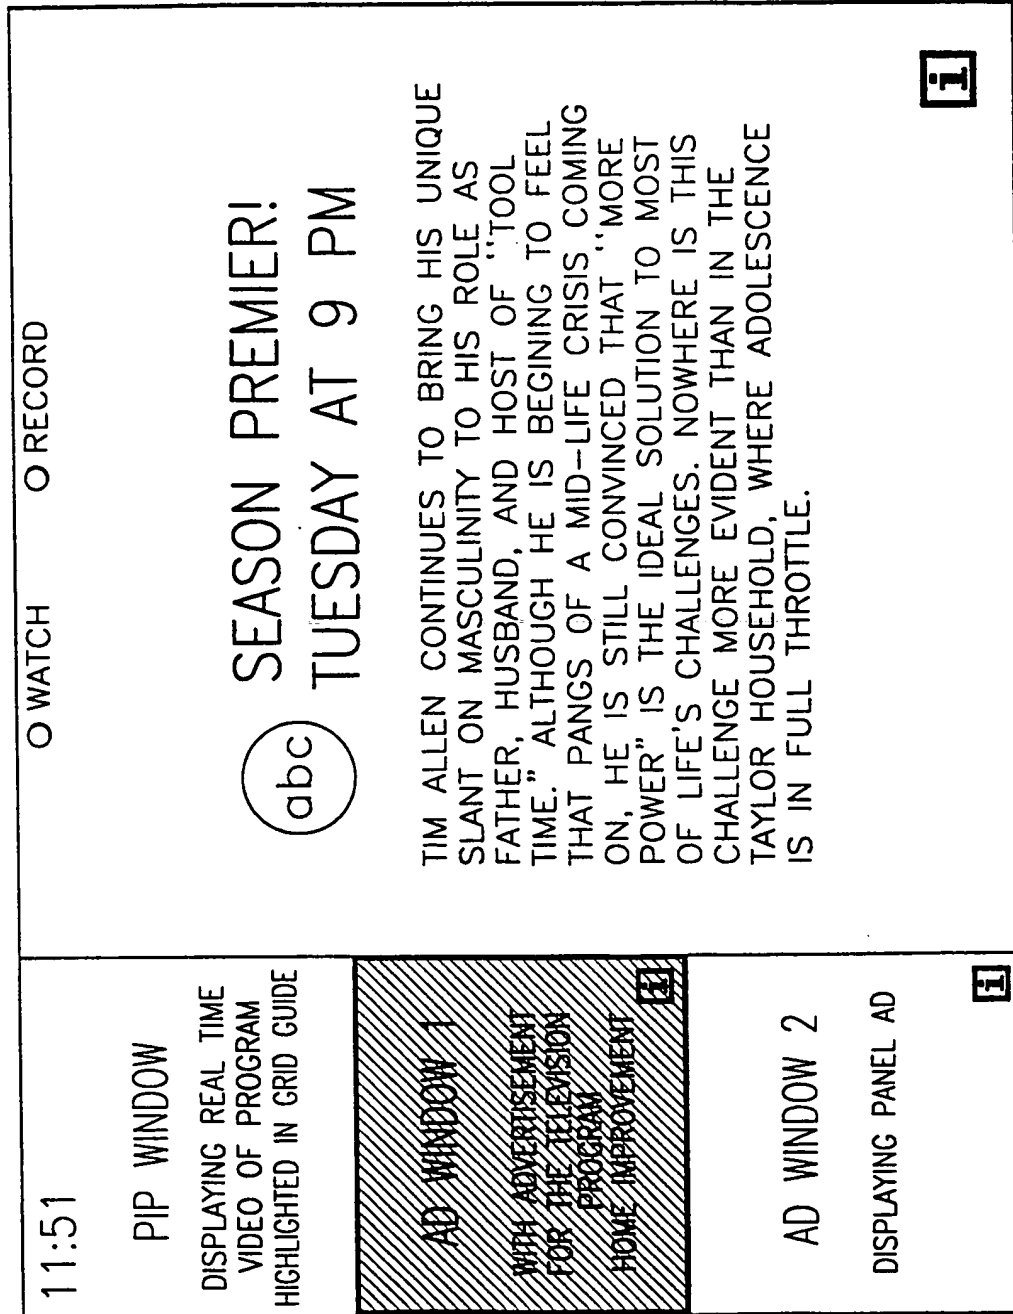 11:51
PIP WINDOW
DISPLAYING REAL TIME
VIDEO OF PROGRAM
HIGHLIGHTED IN GRID GUIDE
AD WINDOW 1
WITH ADVERTISEMENT
FOR THE TELEVISION
PROGRAM
HOME IMPROVEMENT
i
AD WINDOW 2
DISPLAYING PANEL AD
i
O WATCH O RECORD
abc
SEASON PREMIER!
TUESDAY AT 9 PM
TIM ALLEN CONTINUES TO BRING HIS UNIQUE
SLANT ON MASCULINITY TO HIS ROLE AS
FATHER, HUSBAND, AND HOST OF "TOOL
TIME." ALTHOUGH HE IS BEGINING TO FEEL
THAT PANGS OF A MID-LIFE CRISIS COMING
ON, HE IS STILL CONVINCED THAT "MORE
POWER" IS THE IDEAL SOLUTION TO MOST
OF LIFE'S CHALLENGES. NOWHERE IS THIS
CHALLENGE MORE EVIDENT THAN IN THE
TAYLOR HOUSEHOLD, WHERE ADOLESCENCE
IS IN FULL THROTTLE.
i